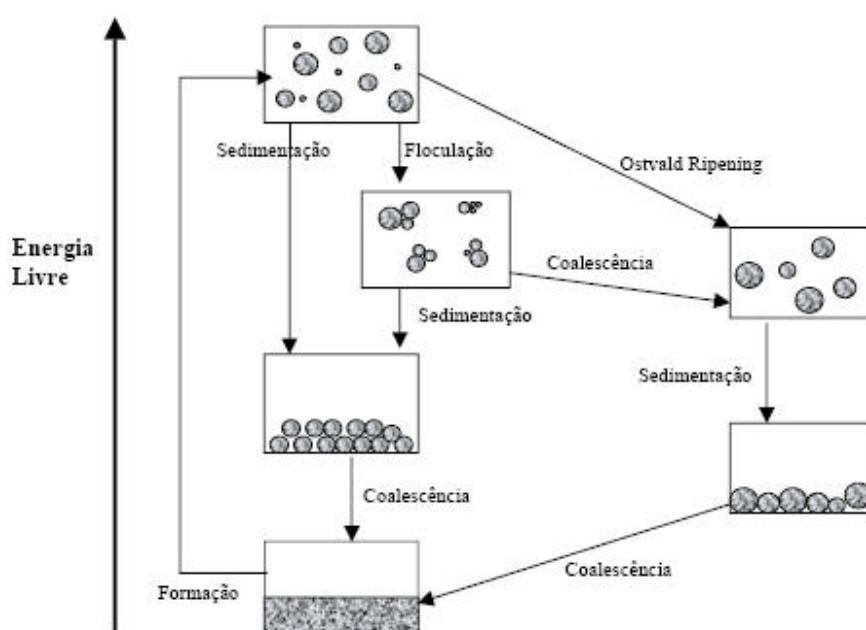 Sedimentação
Floculação
Ostvald Ripening
Energia
Livre
Coalescência
Sedimentação
Sedimentação
Coalescência
Coalescência
Formação